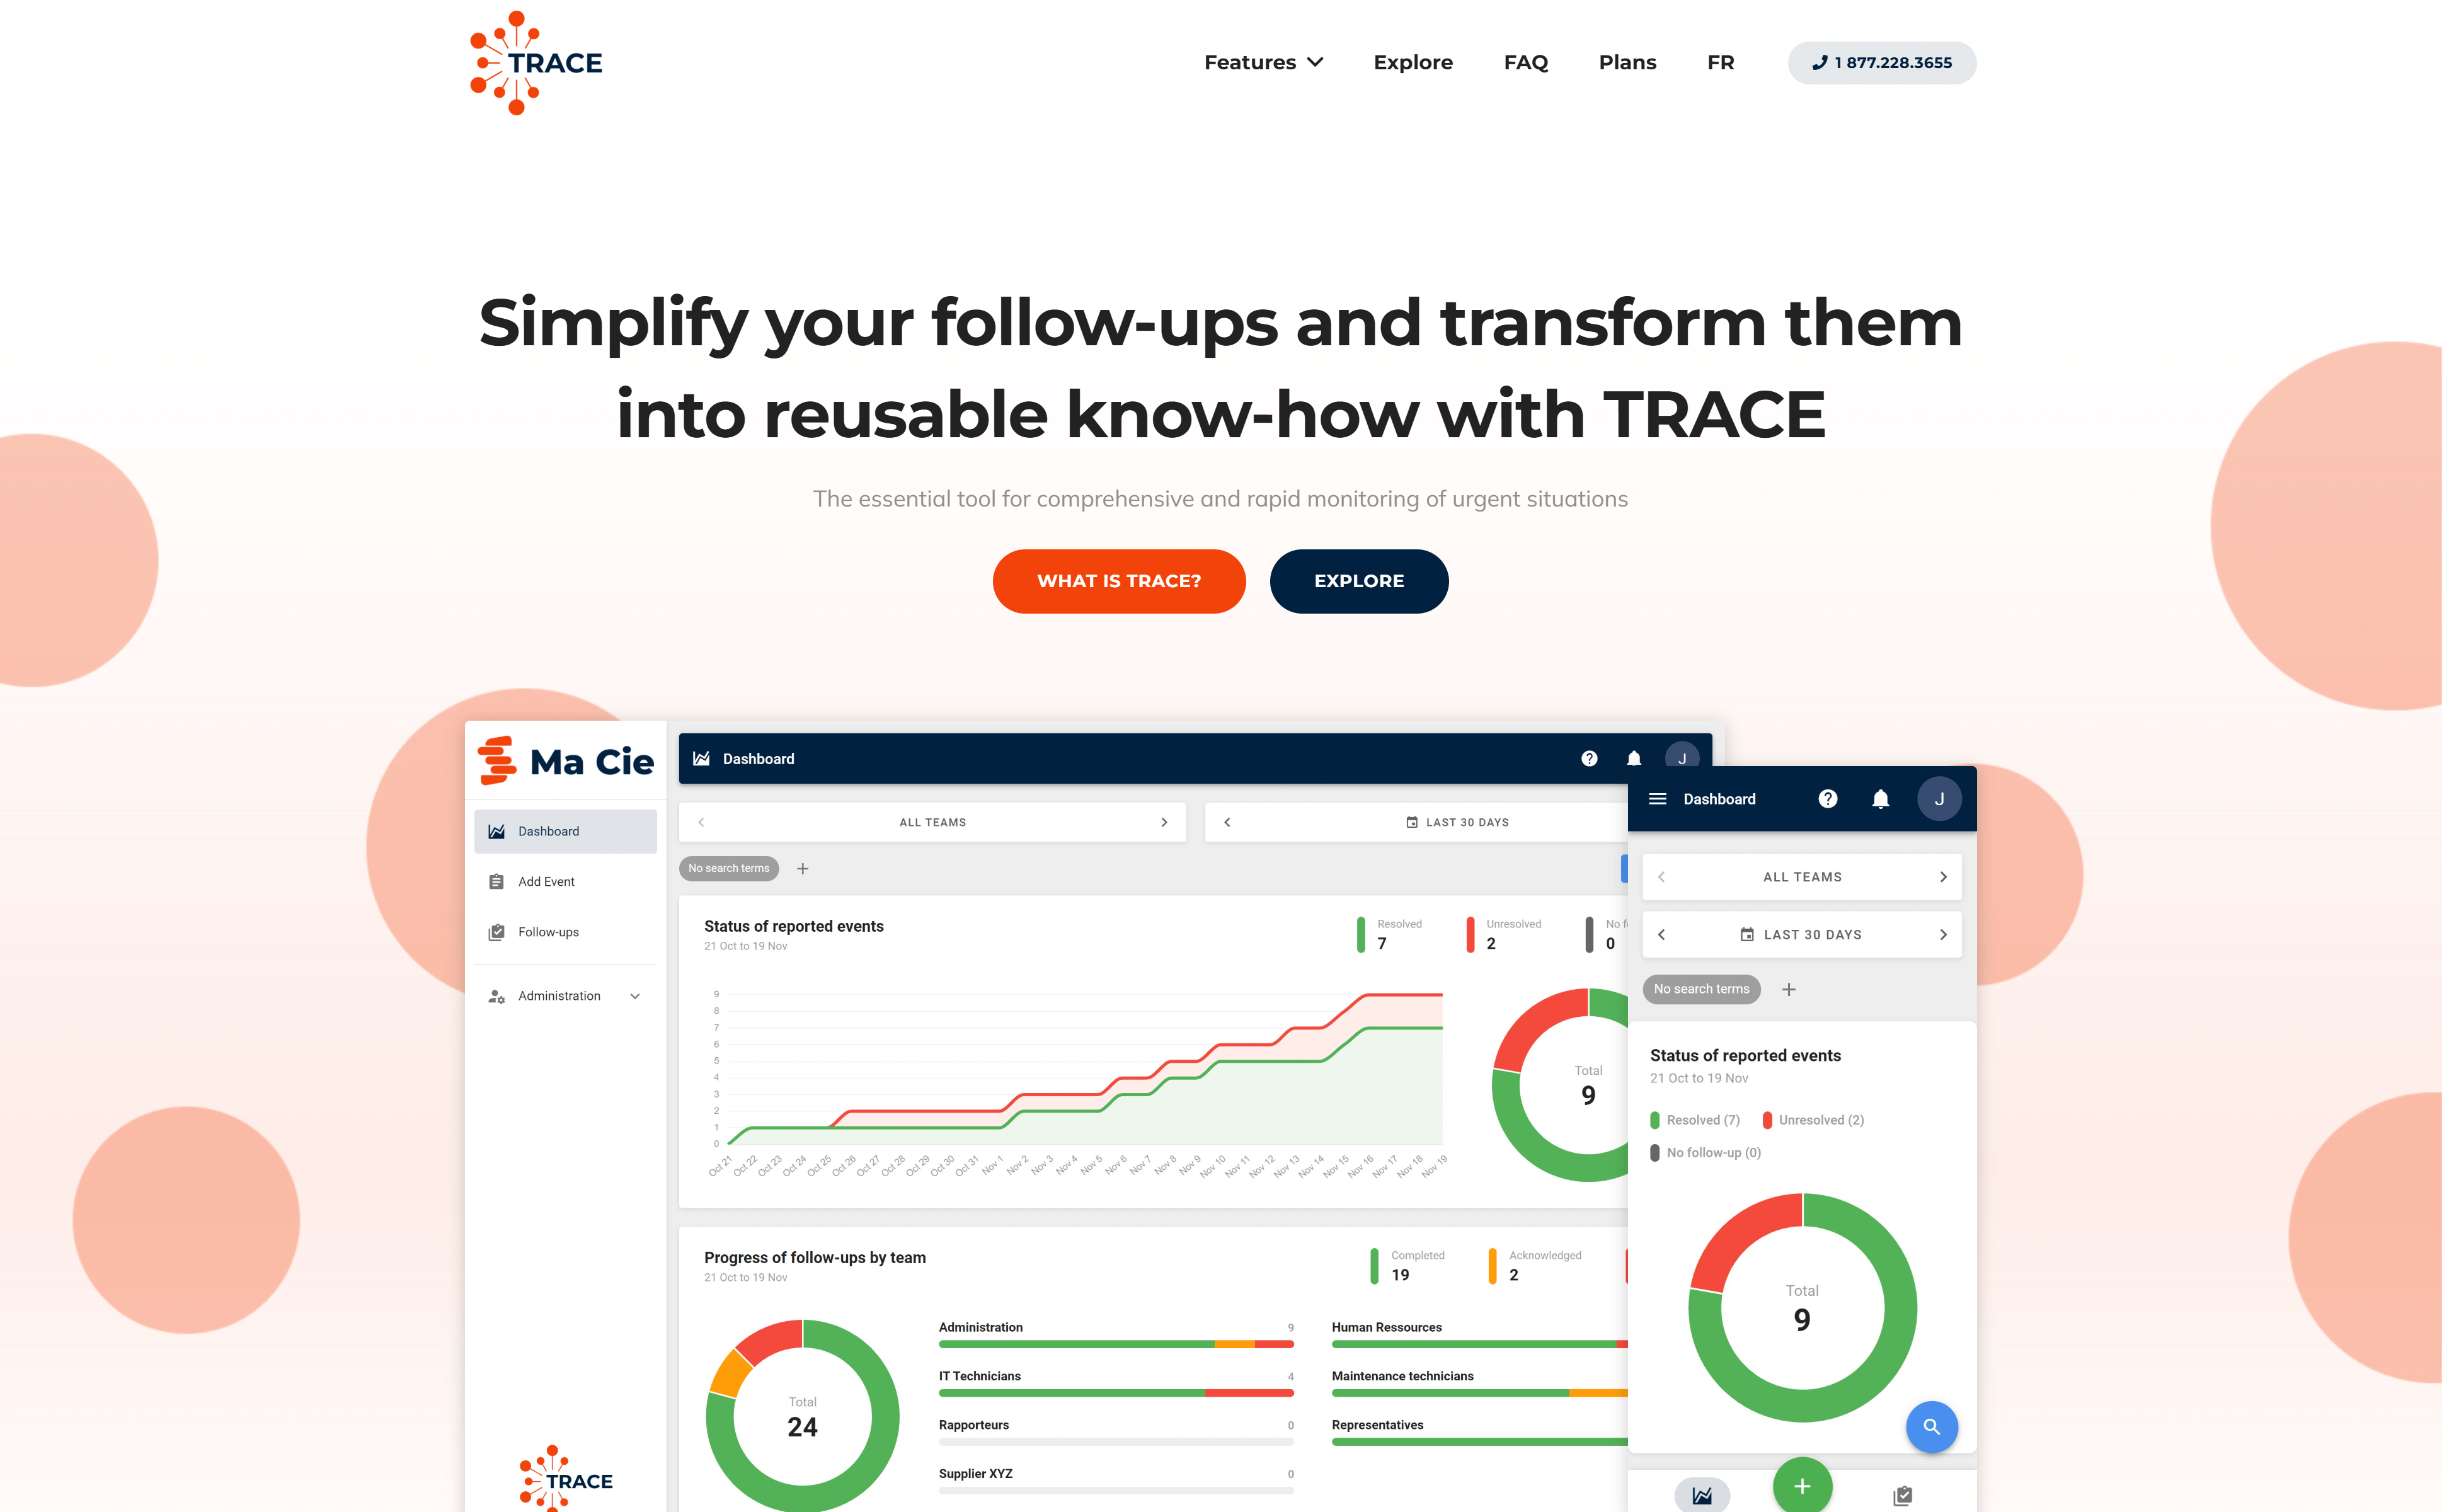 TRACE
Features
Explore
FAQ
Plans
FR
1 877.228.3655
Simplify your follow-ups and transform them
into reusable know-how with TRACE
The essential tool for comprehensive and rapid monitoring of urgent situations
WHAT IS TRACE?
EXPLORE
Ma Cie
Dashboard
Add Event
Follow-ups
Administration
TRACE
Dashboard
J
ALL TEAMS
LAST 30 DAYS
No search terms
Status of reported events
21 Oct to 19 Nov
Resolved
7
Unresolved
2
No f
0
9
8
7
6
5
4
3
2
1
0
Oct 21
Oct 22
Oct 23
Oct 24
Oct 25
Oct 26
Oct 27
Oct 28
Oct 29
Oct 30
Oct 31
Nov 1
Nov 2
Nov 3
Nov 4
Nov 5
Nov 6
Nov 7
Nov 8
Nov 9
Nov 10
Nov 11
Nov 12
Nov 13
Nov 14
Nov 15
Nov 16
Nov 17
Nov 18
Nov 19
Total
9
Progress of follow-ups by team
21 Oct to 19 Nov
Completed
19
Acknowledged
2
Total
24
Administration 9
IT Technicians 4
Rapporteurs 0
Supplier XYZ 0
Human Ressources
Maintenance technicians
Representatives
Dashboard
J
ALL TEAMS
LAST 30 DAYS
No search terms
Status of reported events
21 Oct to 19 Nov
Resolved (7)
Unresolved (2)
No follow-up (0)
Total
9